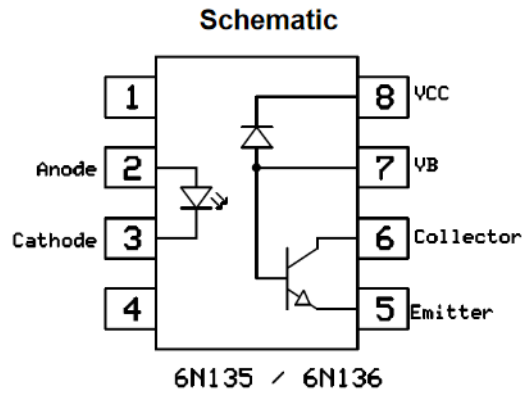 Schematic
1
8 VCC
Anode 2
7 VB
Cathode 3
6 Collector
4
5 Emitter
6N135 / 6N136